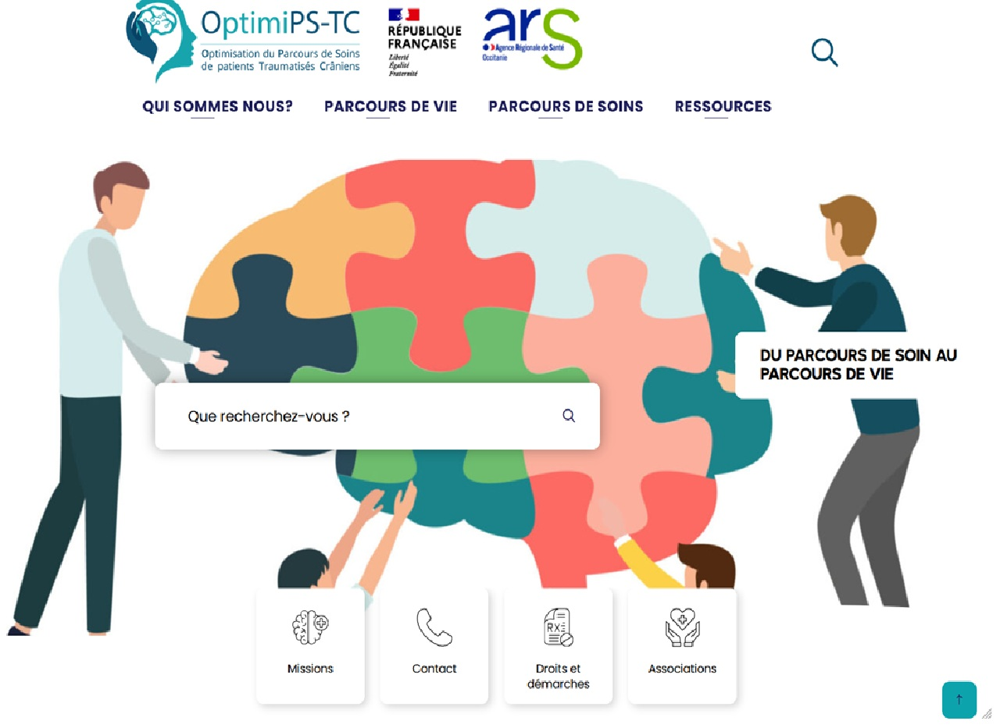 OptimiPS-TC
Optimisation du Parcours de Soins
de patients Traumatisés Crâniens
RÉPUBLIQUE
FRANÇAISE
Liberté
Égalité
Fraternité
ars
Agence Régionale de Santé
Occitanie
QUI SOMMES NOUS?
PARCOURS DE VIE
PARCOURS DE SOINS
RESSOURCES
DU PARCOURS DE SOIN AU
PARCOURS DE VIE
Que recherchez-vous ?
Missions
Contact
RX
Droits et
démarches
Associations